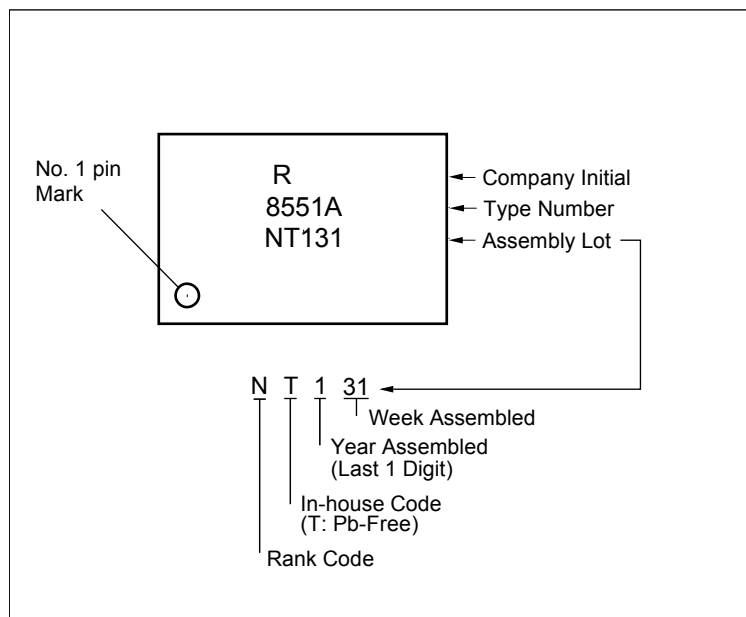 No. 1 pin
Mark
R
8551A
NT131
Company Initial
Type Number
Assembly Lot
N T 1 31
Week Assembled
Year Assembled
(Last 1 Digit)
In-house Code
(T: Pb-Free)
Rank Code